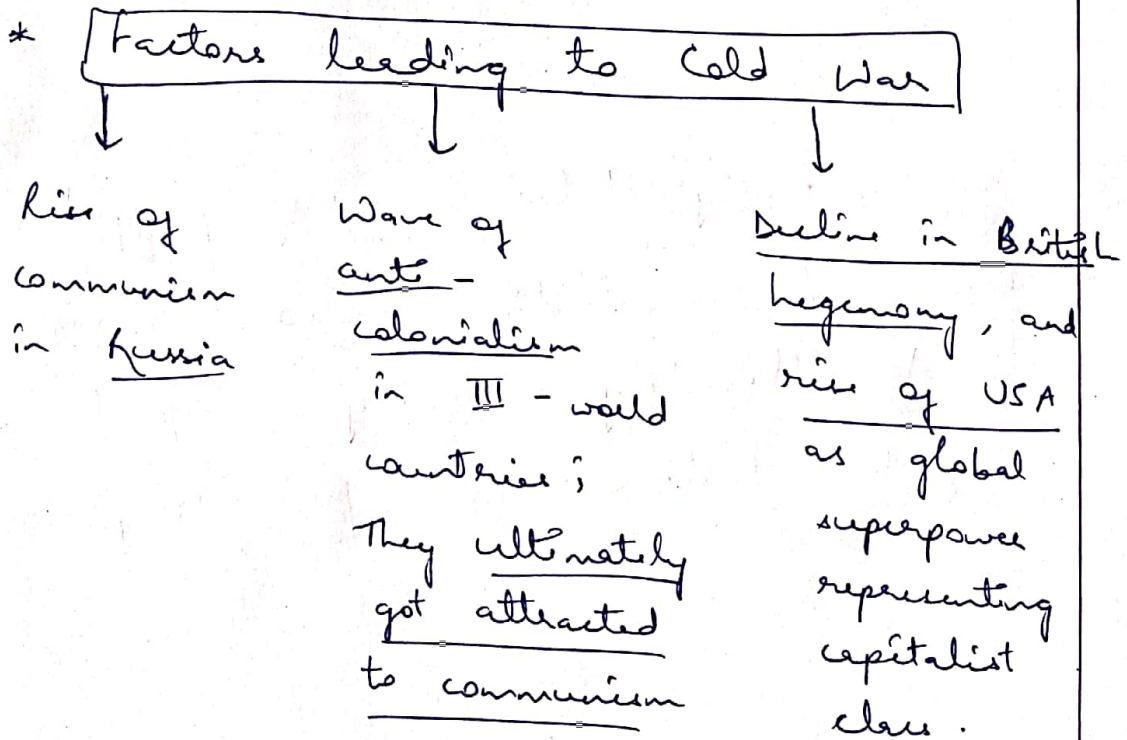 * Factors leading to Cold War
Rise of
communism
in Russia
Wave of
anti-
colonialism
in III - world
countries;
They ultimately
got attracted
to communism
Decline in British
hegemony, and
rise of USA
as global
superpower
representing
capitalist
class.